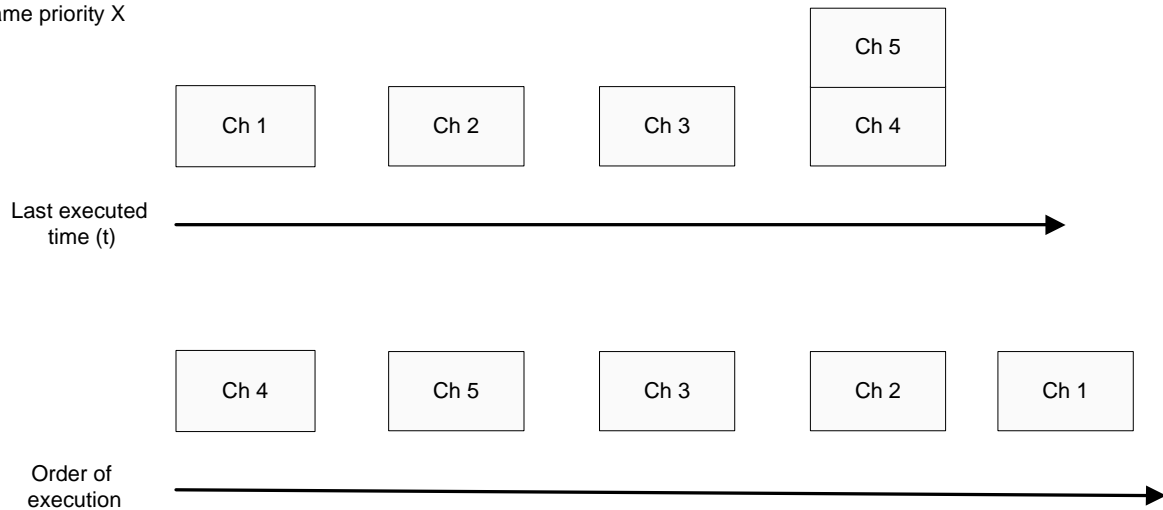 priority X
Ch 5
Ch 1
Ch 2
Ch 3
Ch 4
Last executed
time (t)
Ch 4
Ch 5
Ch 3
Ch 2
Ch 1
Order of
execution